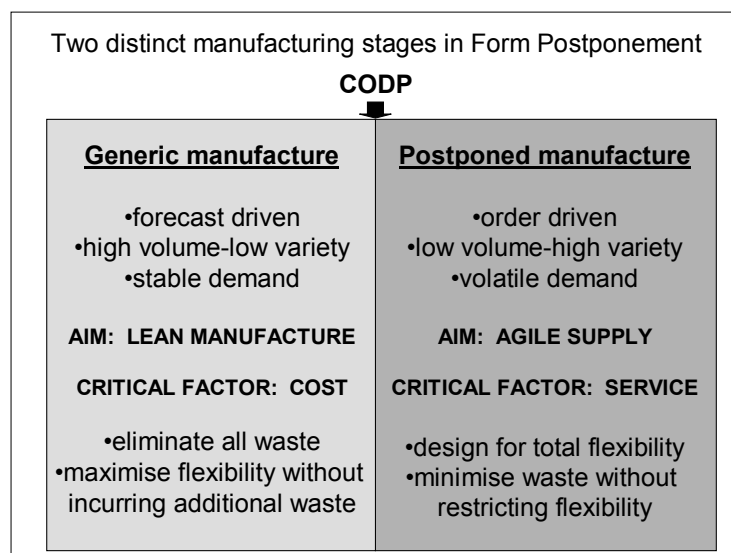 Two distinct manufacturing stages in Form Postponement
CODP
Generic manufacture
•forecast driven
•high volume-low variety
•stable demand
AIM:  LEAN MANUFACTURE
CRITICAL FACTOR:  COST
•eliminate all waste
•maximise flexibility without
incurring additional waste
Postponed manufacture
•order driven
•low volume-high variety
•volatile demand
AIM:  AGILE SUPPLY
CRITICAL FACTOR:  SERVICE
•design for total flexibility
•minimise waste without
restricting flexibility